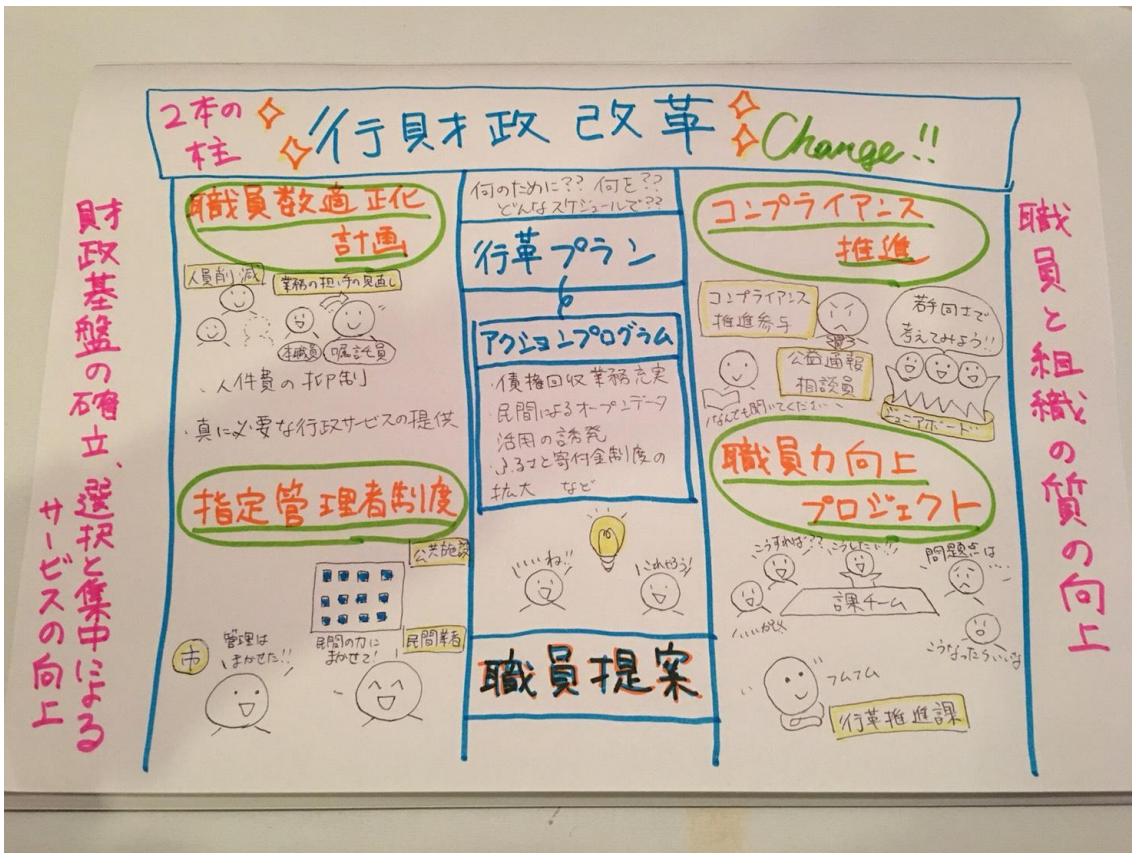 2本の
柱
行財政改革
Change!!
財政基盤の確立、選択と集中による
サービスの向上
職員数適正化
計画
人員削減
業務の担い手の見直し
本職員
嘱託員
・人件費の抑制
・真に必要な行政サービスの提供
指定管理者制度
公共施設
市
管理は
まかせた!!
民間の力に
まかせて!
民間業者
何のために?? 何を??
どんなスケジュールで??
行革プラン
アクションプログラム
・債権回収業務充実
・民間によるオープンデータ
活用の誘発
・ふるさと寄付金制度の
拡大 など
いいね!!
これやろう!
職員提案
コンプライアンス
推進
コンプライアンス
推進参与
公益通報
相談員
なんでも聞いてください
若手同士で
考えてみよう!!
ジュニアボード
職員力向上
プロジェクト
こうすれば??
こうしたい!!
問題点は…
課チーム
こうなったらいいな
フムフム
行革推進課
職員と組織の質の向上